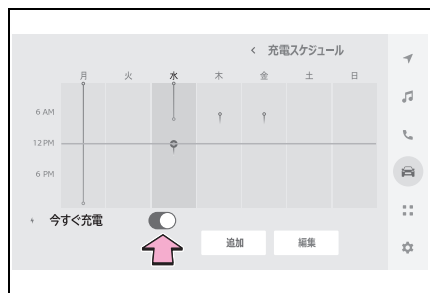 < 充電スケジュール
月 火 水 木 金 土 日
6 AM
12 PM
6 PM
今すぐ充電
追加 編集